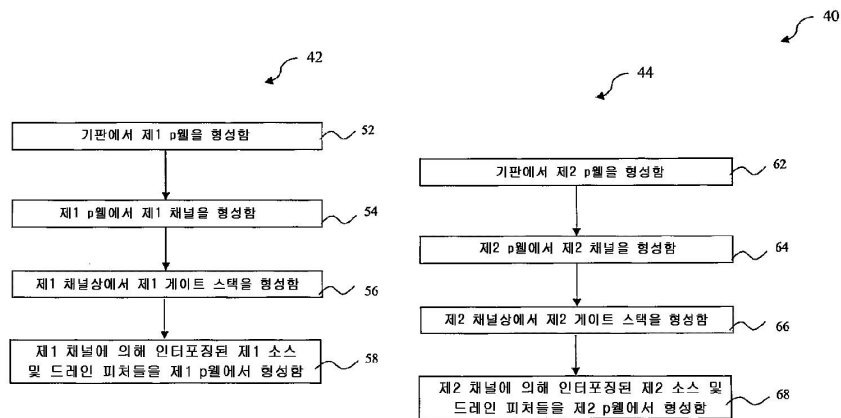 40
42
44
기판에서 제1 p웰을 형성함
52
제1 p웰에서 제1 채널을 형성함
54
제1 채널상에서 제1 게이트 스택을 형성함
56
제1 채널에 의해 인터포징된 제1 소스
및 드레인 피처들을 제1 p웰에서 형성함
58
기판에서 제2 p웰을 형성함
62
제2 p웰에서 제2 채널을 형성함
64
제2 채널상에서 제2 게이트 스택을 형성함
66
제2 채널에 의해 인터포징된 제2 소스 및
드레인 피처들을 제2 p웰에서 형성함
68